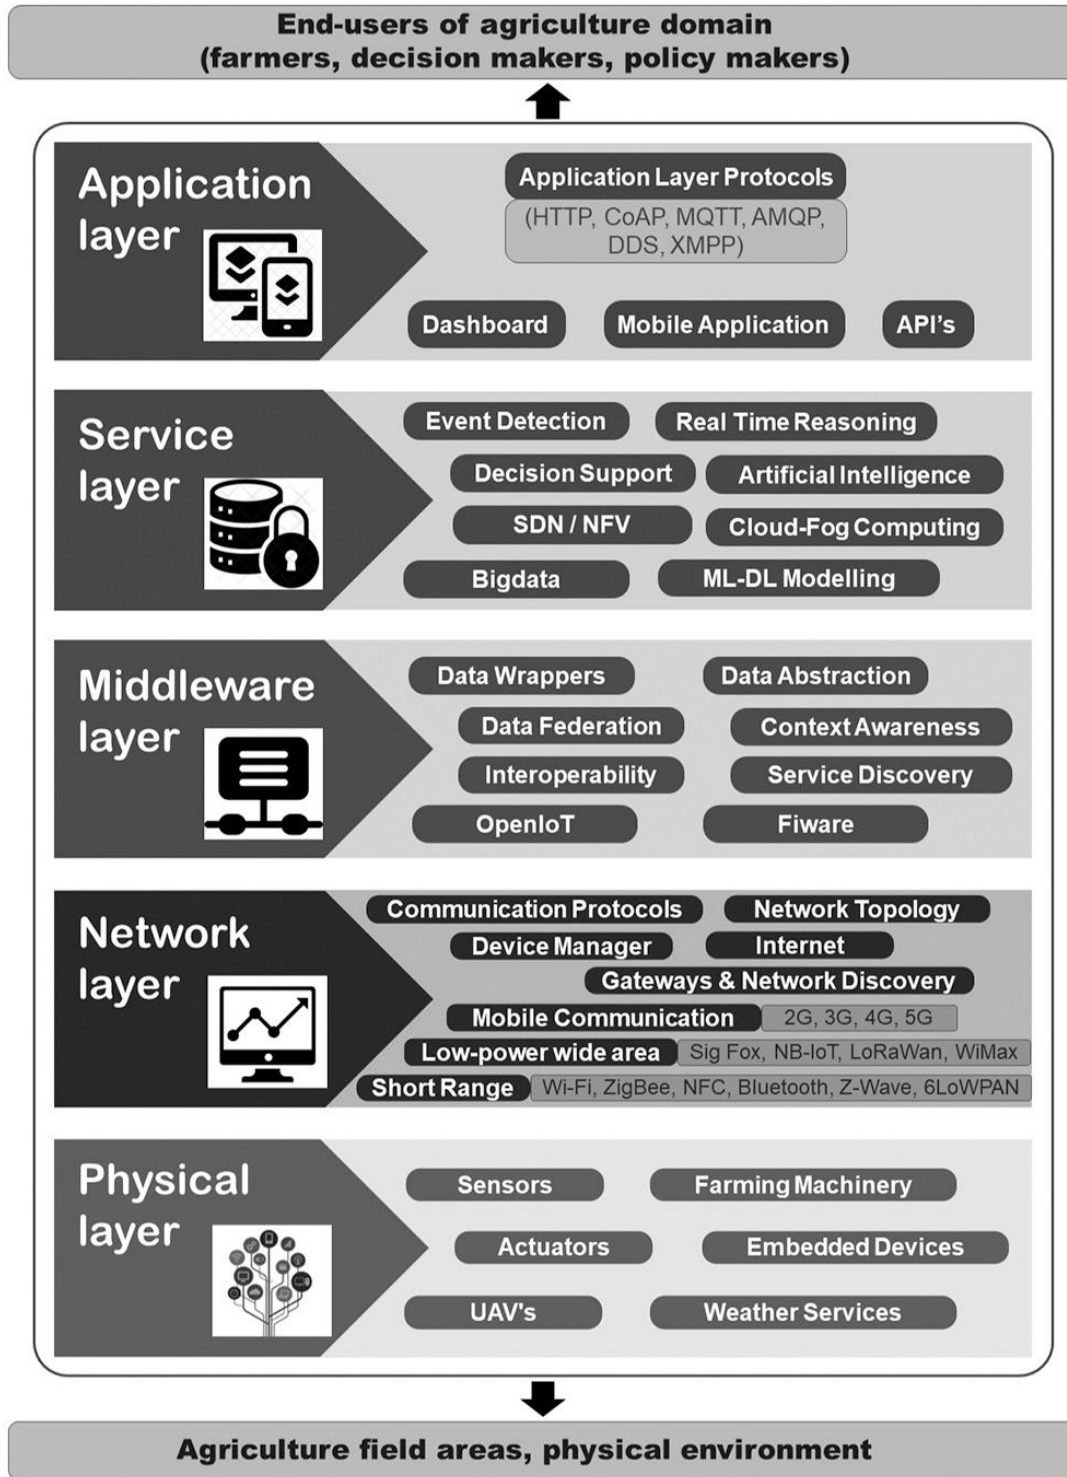 End-users of agriculture domain
(farmers, decision makers, policy makers)
Application
layer
Application Layer Protocols
(HTTP, CoAP, MQTT, AMQP,
DDS, XMPP)
Dashboard
Mobile Application
API's
Service
layer
Event Detection
Real Time Reasoning
Decision Support
Artificial Intelligence
SDN / NFV
Cloud-Fog Computing
Bigdata
ML-DL Modelling
Middleware
layer
Data Wrappers
Data Abstraction
Data Federation
Context Awareness
Interoperability
Service Discovery
OpenIoT
Fiware
Network
layer
Communication Protocols
Network Topology
Device Manager
Internet
Gateways & Network Discovery
Mobile Communication
2G, 3G, 4G, 5G
Low-power wide area
Sig Fox, NB-IoT, LoRaWan, WiMax
Short Range
Wi-Fi, ZigBee, NFC, Bluetooth, Z-Wave, 6LoWPAN
Physical
layer
Sensors
Farming Machinery
Actuators
Embedded Devices
UAV's
Weather Services
Agriculture field areas, physical environment